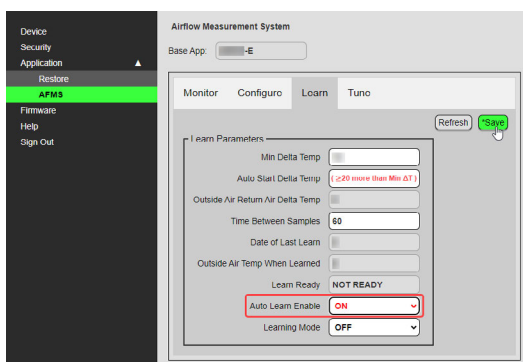 Device
Security
Application ▲
Restore
AFMS
Firmware
Help
Sign Out
Airflow Measurement System
Base App: -E
Monitor Configuro Learn Tuno
Refresh *Save
Learn Parameters
Min Delta Temp
Auto Start Delta Temp ( ≥20 more than Min ΔT )
Outside Air Return Air Delta Temp
Time Between Samples 60
Date of Last Learn
Outside Air Temp When Learned
Learn Ready NOT READY
Auto Learn Enable ON
Learning Mode OFF